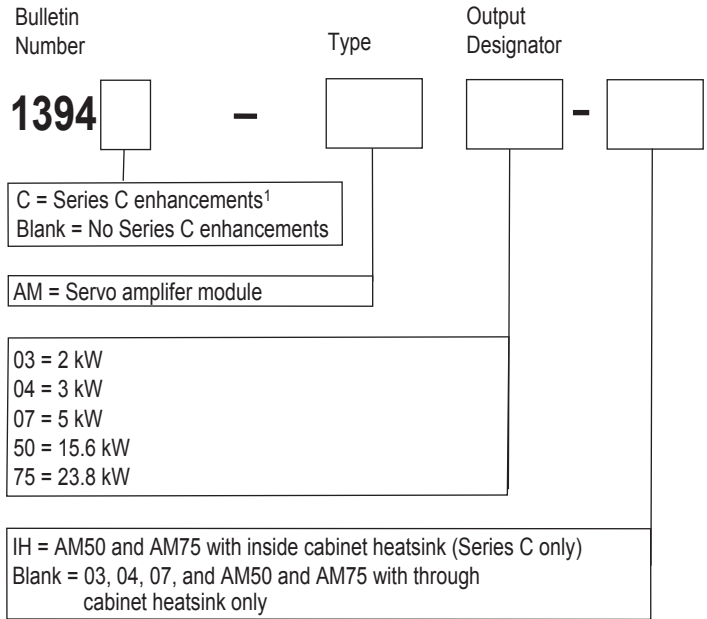 Bulletin
Number
Type
Output
Designator
1394 – –
C = Series C enhancements¹
Blank = No Series C enhancements
AM = Servo amplifer module
03 = 2 kW
04 = 3 kW
07 = 5 kW
50 = 15.6 kW
75 = 23.8 kW
IH = AM50 and AM75 with inside cabinet heatsink (Series C only)
Blank = 03, 04, 07, and AM50 and AM75 with through
cabinet heatsink only